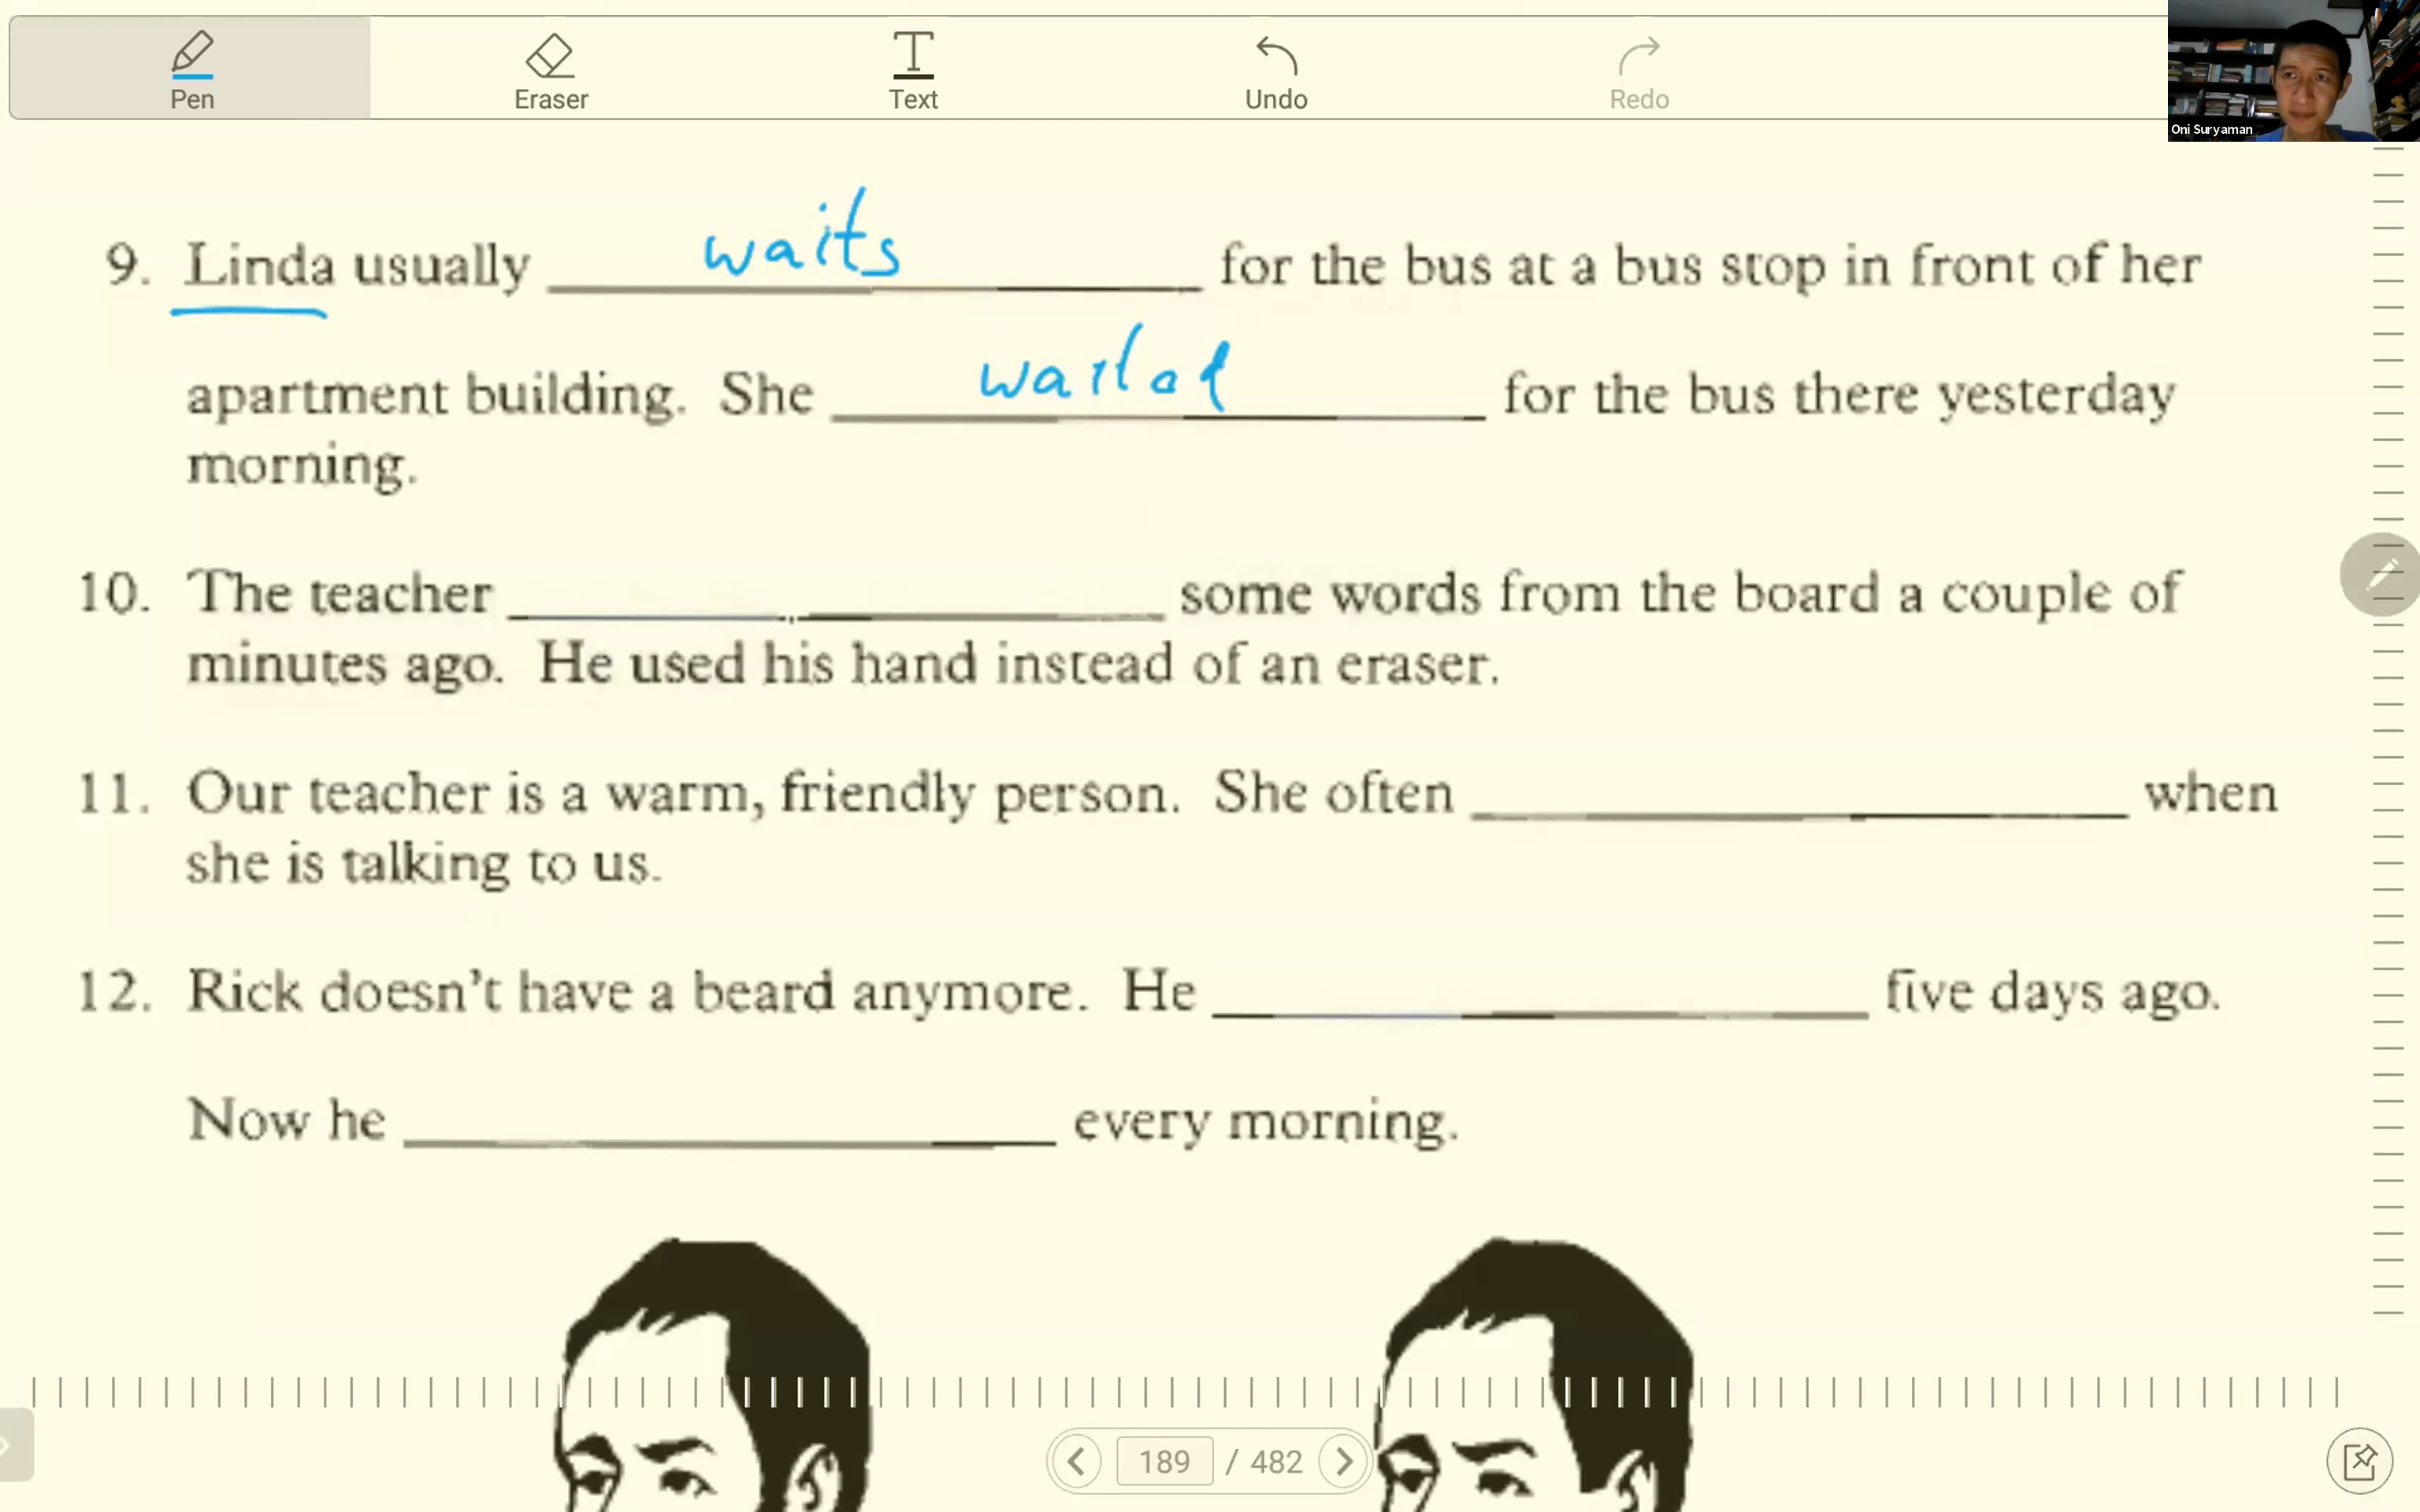 Pen Eraser Text Undo Redo
Oni Suryaman
9. Linda usually waits for the bus at a bus stop in front of her
apartment building. She waited for the bus there yesterday
morning.
10. The teacher ____ some words from the board a couple of
minutes ago. He used his hand instead of an eraser.
11. Our teacher is a warm, friendly person. She often ____ when
she is talking to us.
12. Rick doesn't have a beard anymore. He ____ five days ago.
Now he ____ every morning.
189 / 482